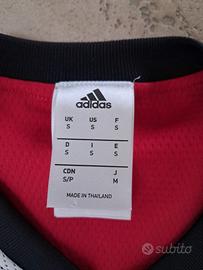 adidas
UK US F
S S S
D I E
S S S
CDN J
S/P M
MADE IN THAILAND
subito